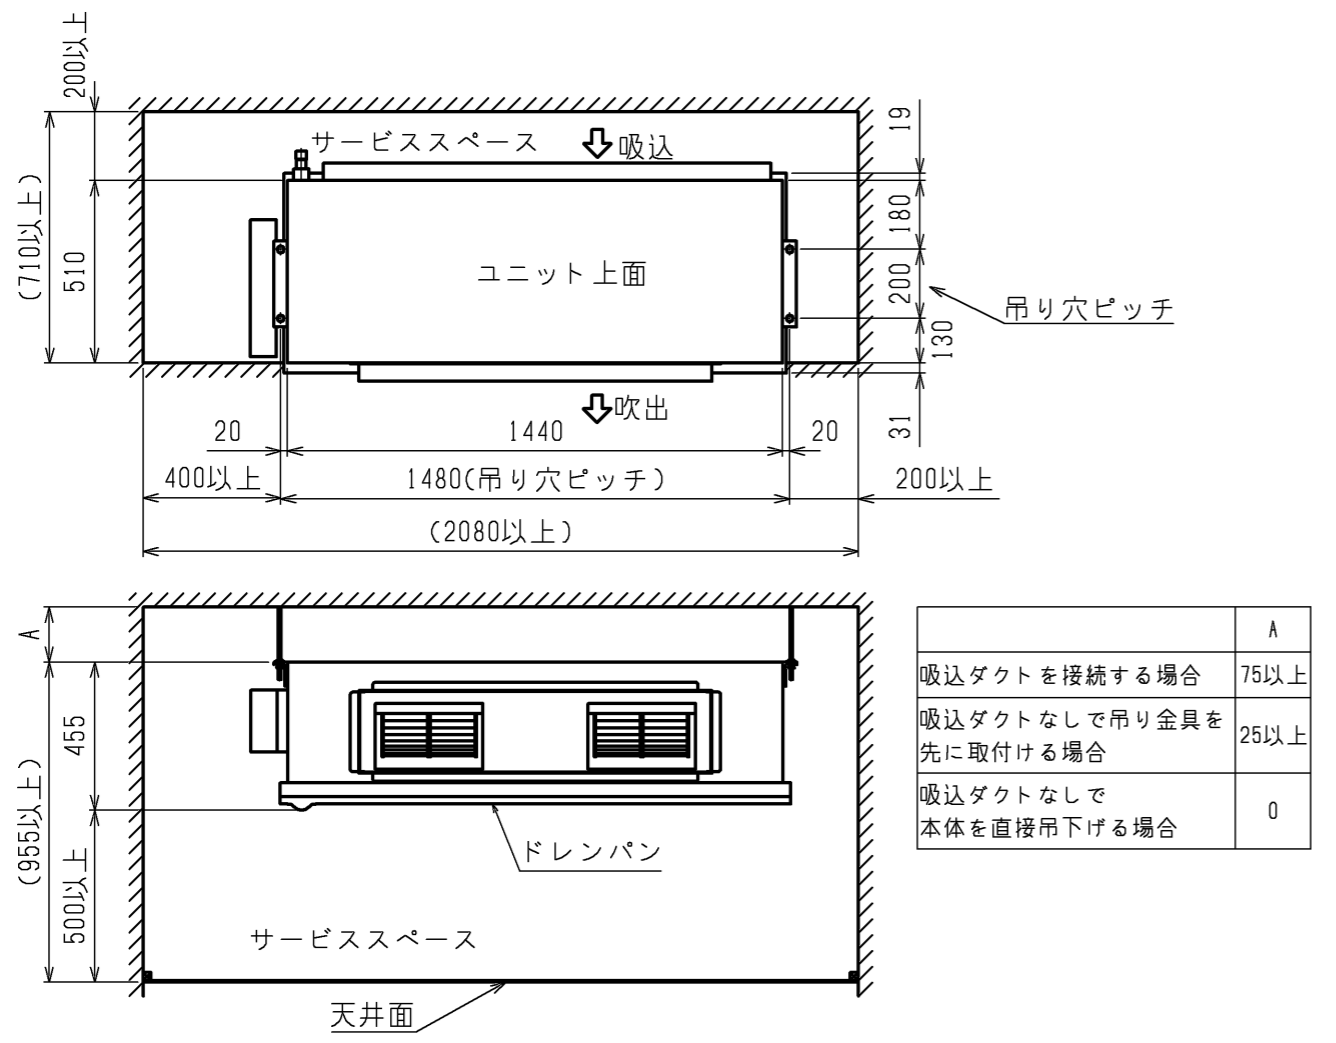 200以上
サービススペース
吸込
19
(710以上)
510
ユニット上面
180
200
130
吊り穴ピッチ
吹出
31
20
1440
20
400以上
1480(吊り穴ピッチ)
200以上
(2080以上)
A
455
(955以上)
500以上
ドレンパン
サービススペース
天井面
A
吸込ダクトを接続する場合
75以上
吸込ダクトなしで吊り金具を
先に取付ける場合
25以上
吸込ダクトなしで
本体を直接吊下げる場合
0